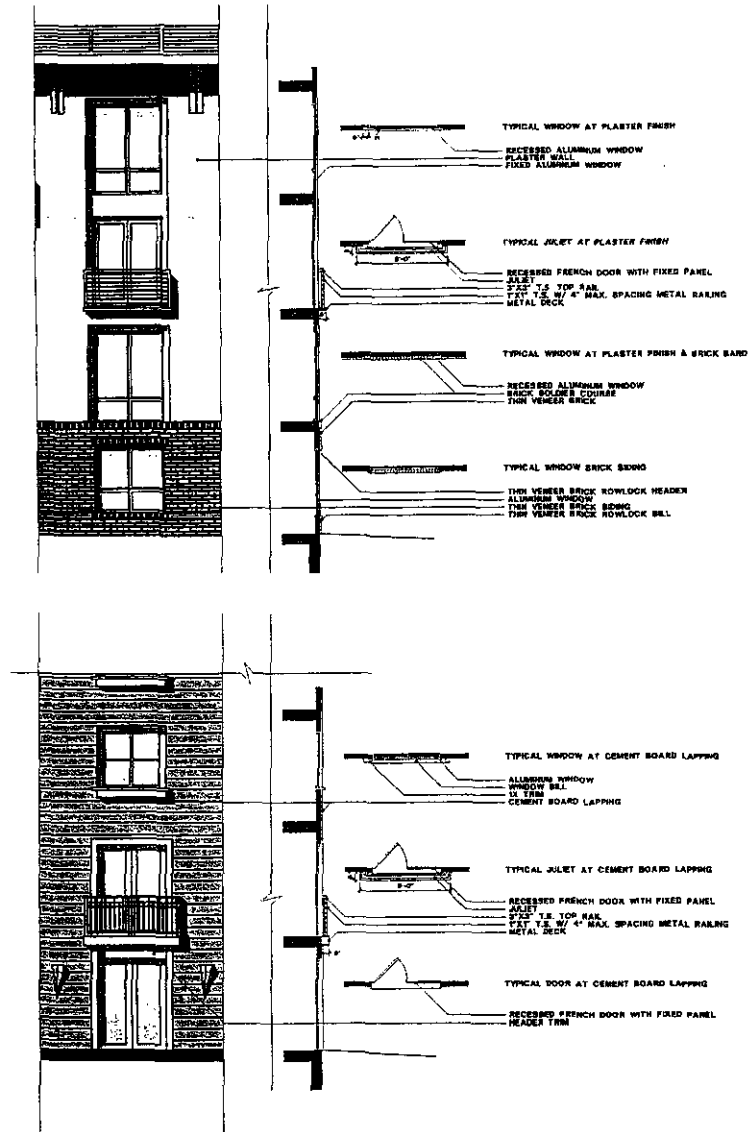 TYPICAL WINDOW AT PLASTER FINISH
RECESSED ALUMINUM WINDOW
PLASTER WALL
FIXED ALUMINUM WINDOW
TYPICAL JULIET AT PLASTER FINISH
RECESSED FRENCH DOOR WITH FIXED PANEL
JULIET
3"X3" T.S. TOP RAIL
1"X1" T.S. W/ 4" MAX. SPACING METAL RAILING
METAL DECK
TYPICAL WINDOW AT PLASTER FINISH & BRICK BAND
RECESSED ALUMINUM WINDOW
BRICK SOLDIER COURSE
THIN VENEER BRICK
TYPICAL WINDOW BRICK SIDING
THIN VENEER BRICK ROWLOCK HEADER
ALUMINUM WINDOW
THIN VENEER BRICK SIDING
THIN VENEER BRICK ROWLOCK SILL
TYPICAL WINDOW AT CEMENT BOARD LAPPING
ALUMINUM WINDOW
WINDOW SILL
1X TRIM
CEMENT BOARD LAPPING
TYPICAL JULIET AT CEMENT BOARD LAPPING
RECESSED FRENCH DOOR WITH FIXED PANEL
JULIET
3"X3" T.S. TOP RAIL
1"X1" T.S. W/ 4" MAX. SPACING METAL RAILING
METAL DECK
TYPICAL DOOR AT CEMENT BOARD LAPPING
RECESSED FRENCH DOOR WITH FIXED PANEL
HEADER TRIM